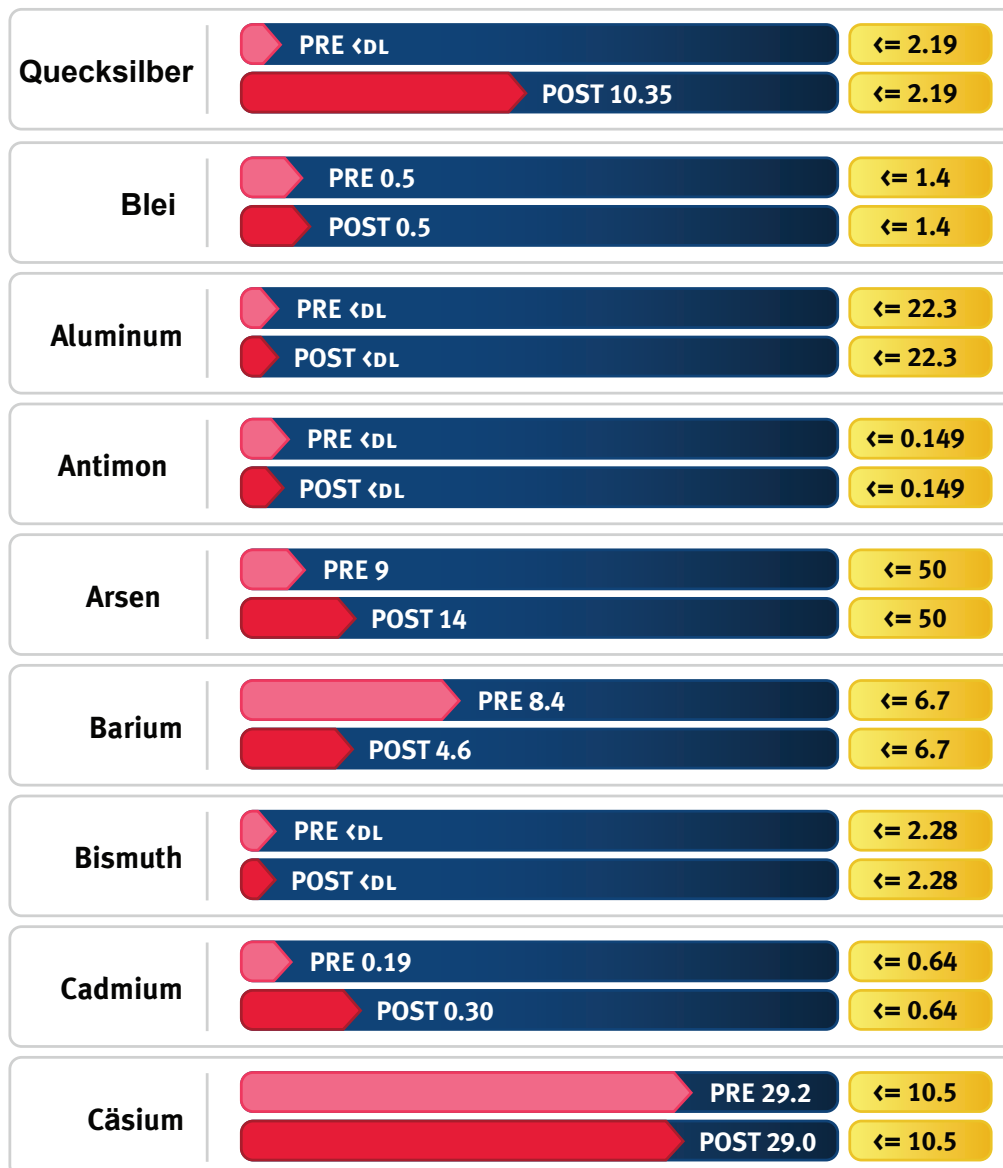 Quecksilber
PRE <DL
<= 2.19
POST 10.35
<= 2.19
Blei
PRE 0.5
<= 1.4
POST 0.5
<= 1.4
Aluminum
PRE <DL
<= 22.3
POST <DL
<= 22.3
Antimon
PRE <DL
<= 0.149
POST <DL
<= 0.149
Arsen
PRE 9
<= 50
POST 14
<= 50
Barium
PRE 8.4
<= 6.7
POST 4.6
<= 6.7
Bismuth
PRE <DL
<= 2.28
POST <DL
<= 2.28
Cadmium
PRE 0.19
<= 0.64
POST 0.30
<= 0.64
Cäsium
PRE 29.2
<= 10.5
POST 29.0
<= 10.5